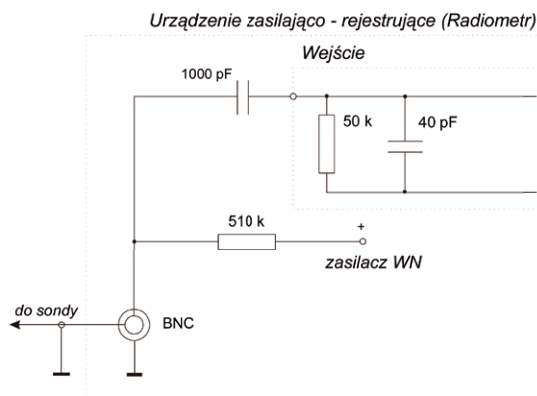 Urządzenie zasilająco - rejestrujące (Radiometr)
Wejście
1000 pF
50 k
40 pF
510 k
+
zasilacz WN
do sondy
BNC